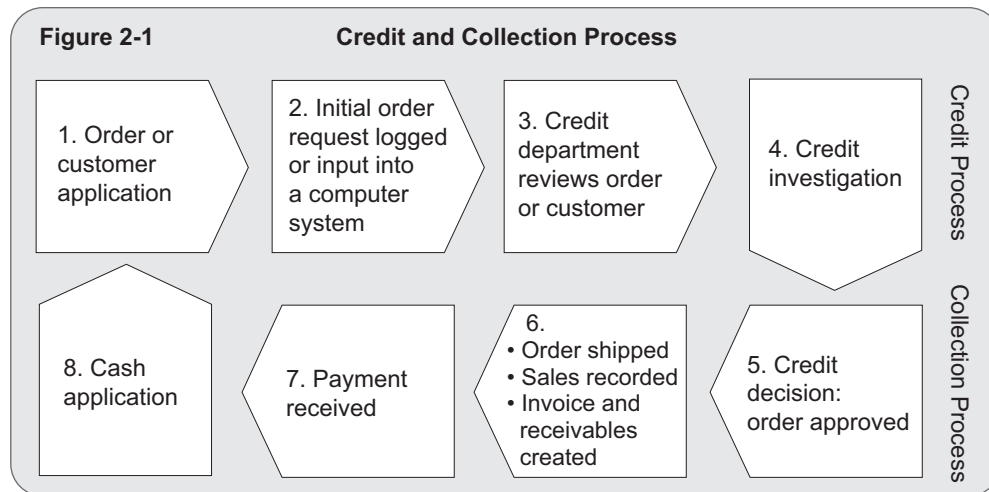 Figure 2-1
Credit and Collection Process
1. Order or
customer
application
2. Initial order
request logged
or input into
a computer
system
3. Credit
department
reviews order
or customer
4. Credit
investigation
Credit Process
5. Credit
decision:
order approved
6.
• Order shipped
• Sales recorded
• Invoice and
receivables
created
7. Payment
received
8. Cash
application
Collection Process